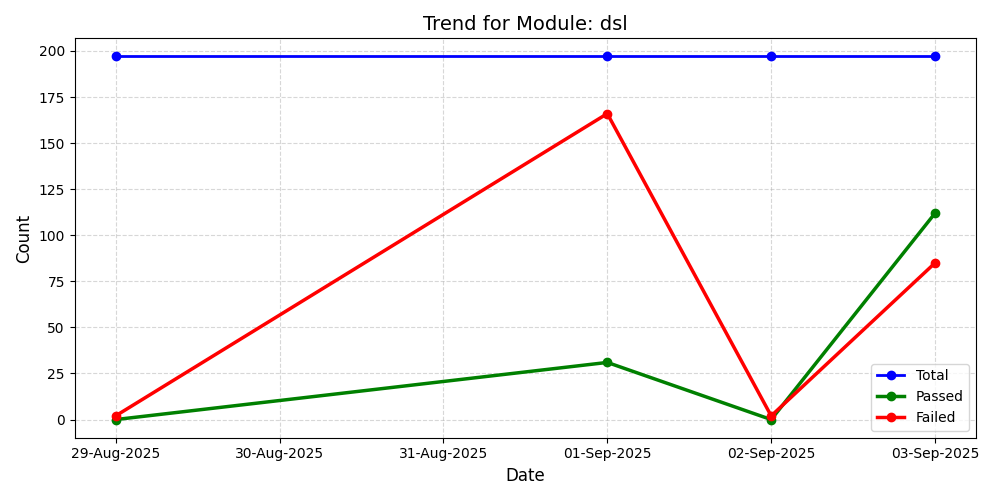 Trend for Module: dsl
200
175
150
125
100
75
50
25
0
Count
Total
Passed
Failed
29-Aug-2025 30-Aug-2025 31-Aug-2025 01-Sep-2025 02-Sep-2025 03-Sep-2025
Date